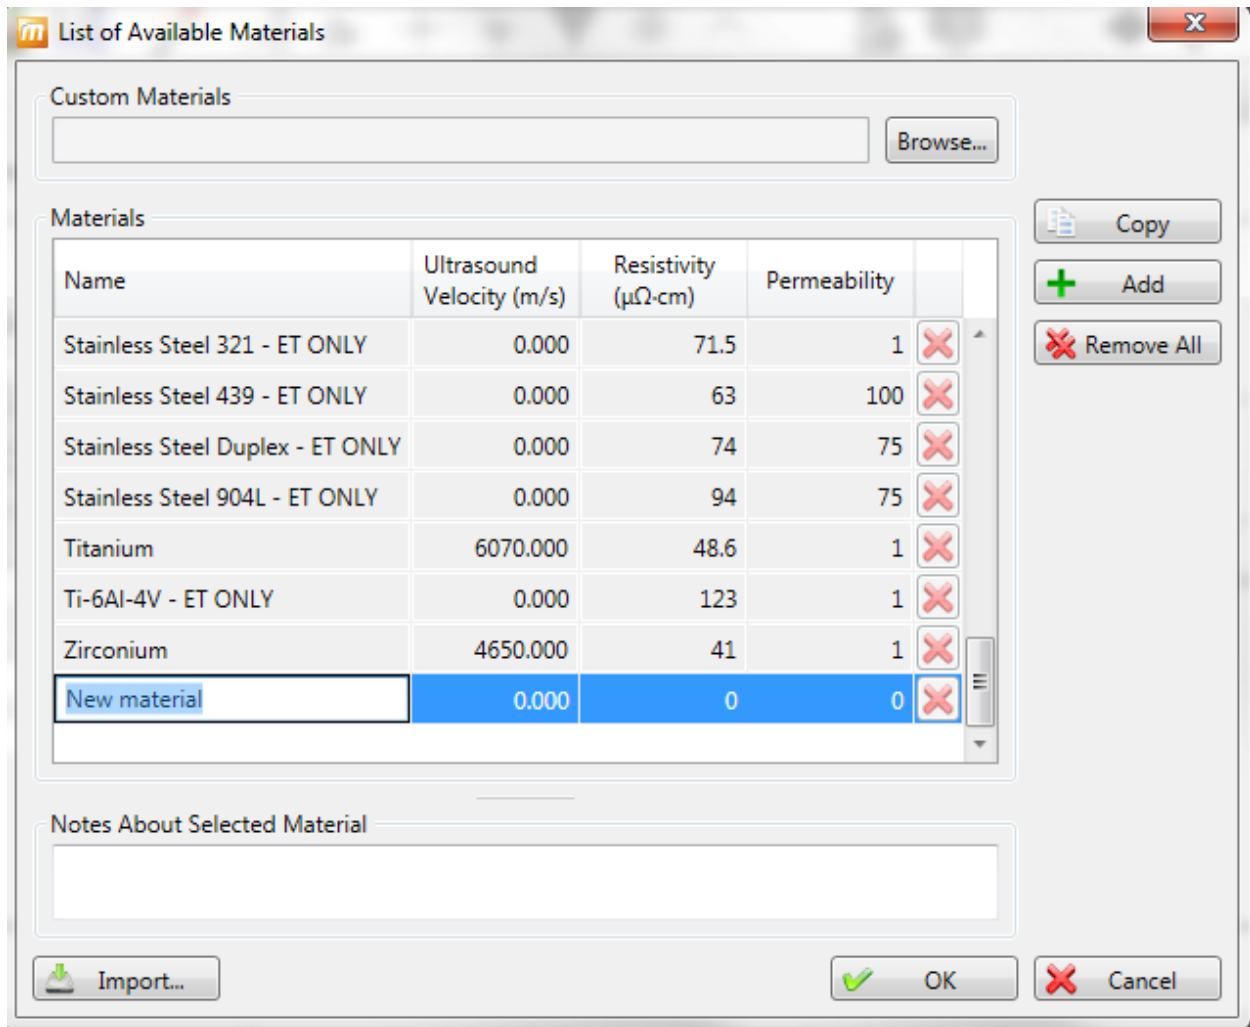 List of Available Materials
Custom Materials
Browse...
Materials
Copy
Add
Remove All
Name Ultrasound Velocity (m/s) Resistivity (μΩ·cm) Permeability
Stainless Steel 321 - ET ONLY 0.000 71.5 1
Stainless Steel 439 - ET ONLY 0.000 63 100
Stainless Steel Duplex - ET ONLY 0.000 74 75
Stainless Steel 904L - ET ONLY 0.000 94 75
Titanium 6070.000 48.6 1
Ti-6Al-4V - ET ONLY 0.000 123 1
Zirconium 4650.000 41 1
New material 0.000 0 0
Notes About Selected Material
Import... OK Cancel